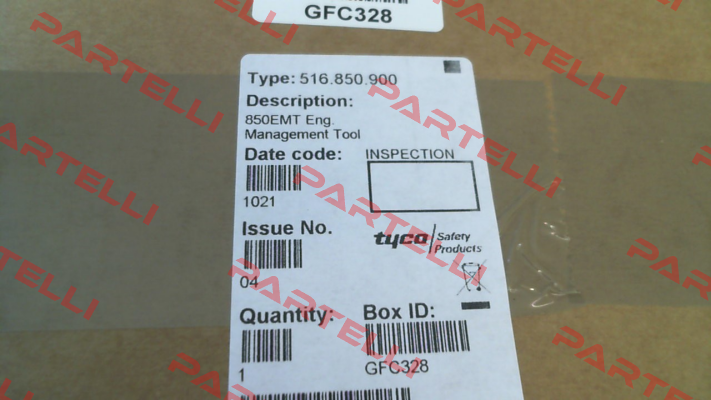 GFC328
Type: 516.850.900
Description:
850EMT Eng.
Management Tool
Date code:
INSPECTION
1021
Issue No.
tyco Safety Products
04
Quantity:
Box ID:
1
GFC328
PARTELLI
PARTELLI
PARTELLI
PARTELLI
PARTELLI
PARTELLI
PARTELLI
PARTELLI